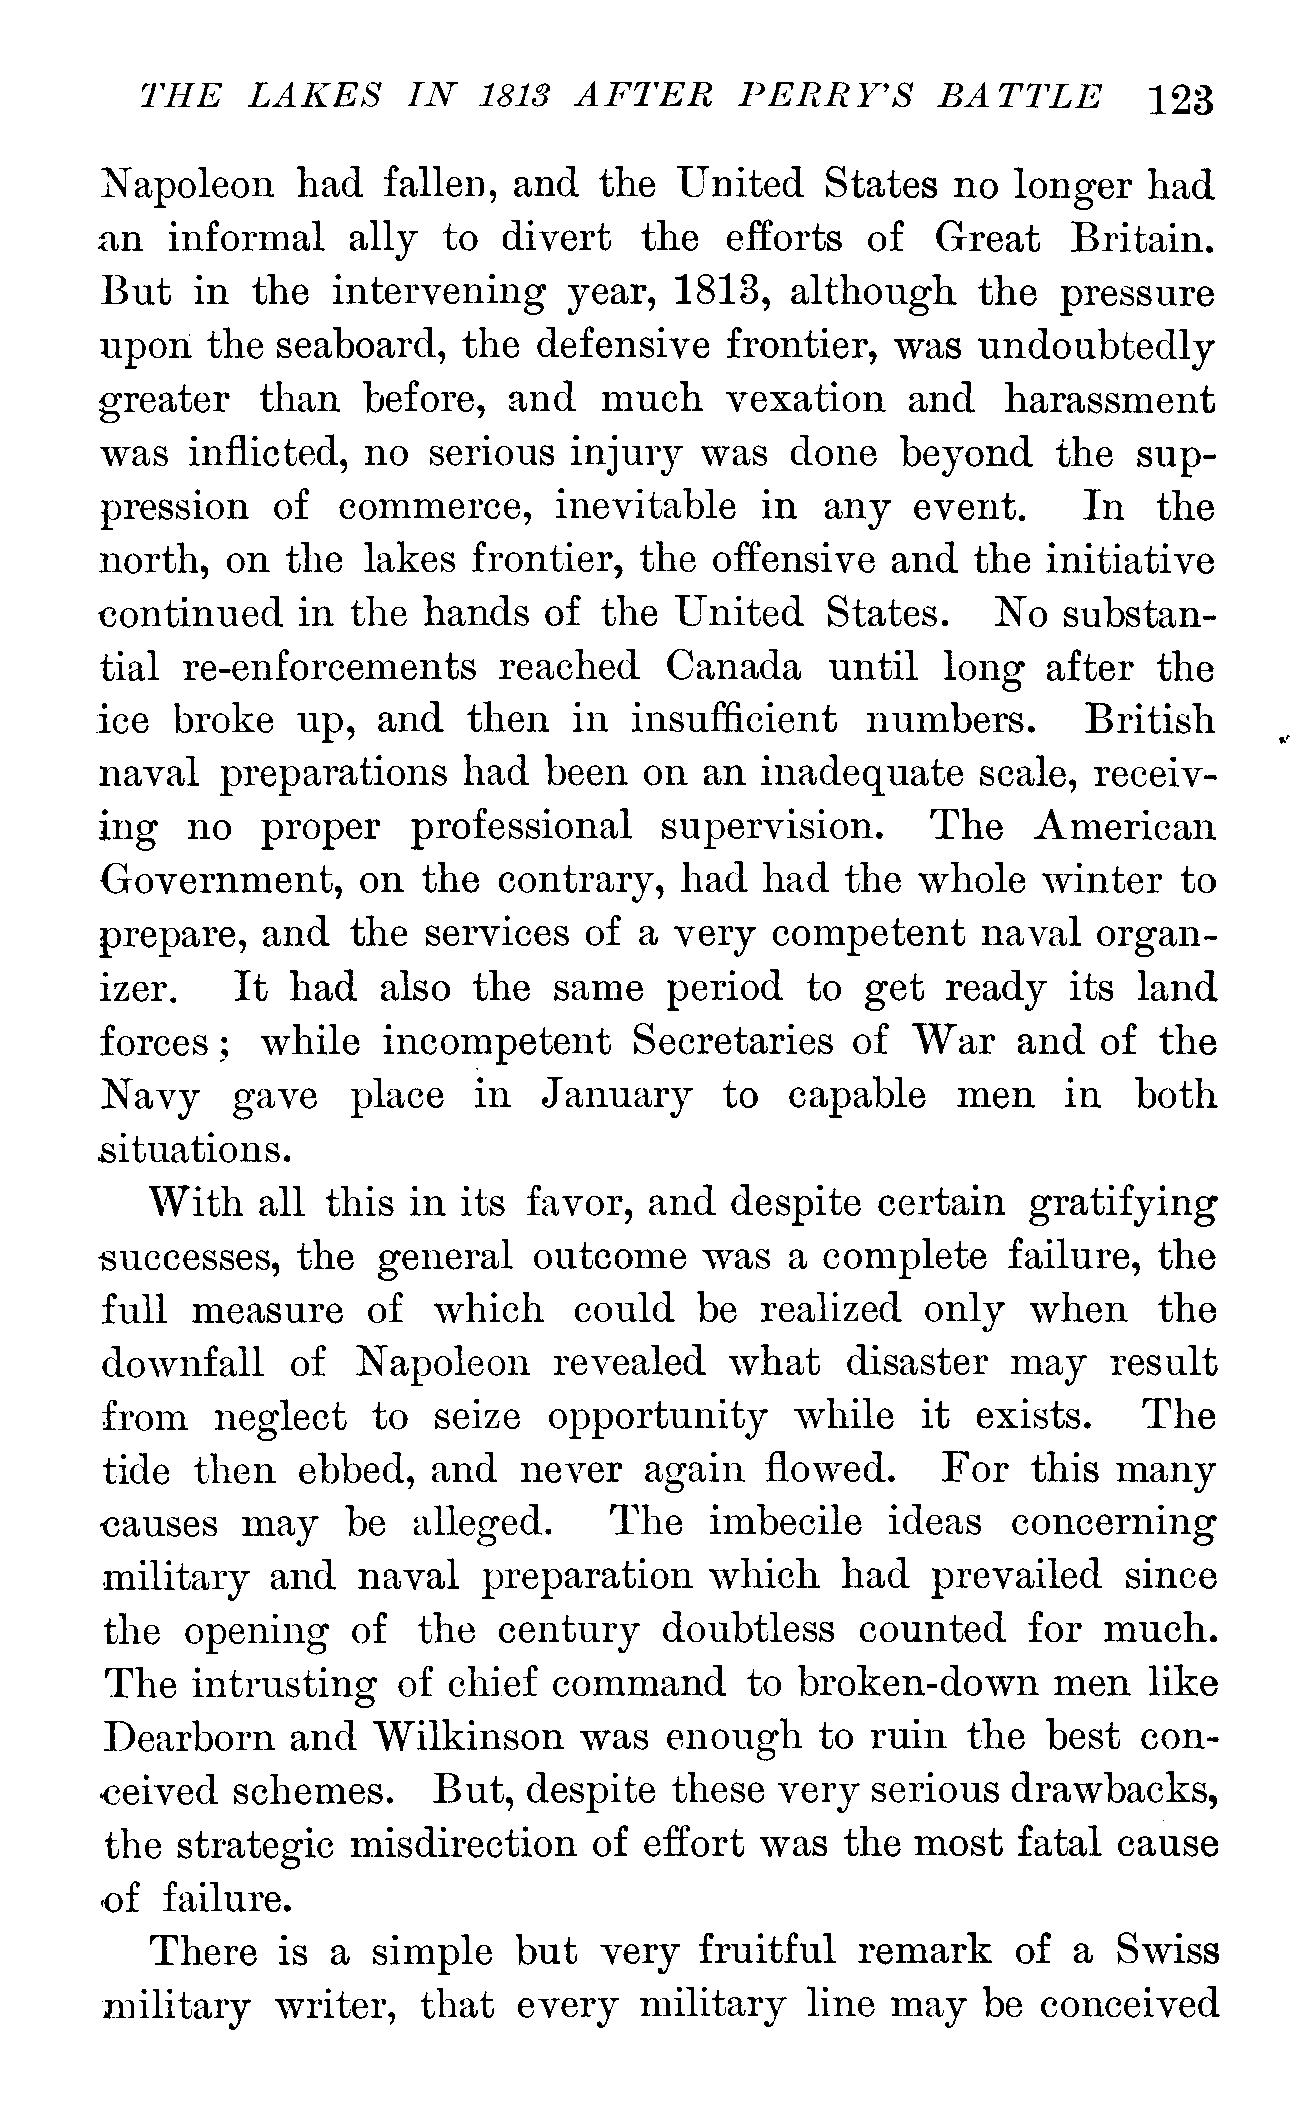 THE LAKES IN 1813 AFTER PERRY'S BATTLE 123
Napoleon had fallen, and the United States no longer had
an informal ally to divert the efforts of Great Britain.
But in the intervening year, 1813, although the pressure
upon the seaboard, the defensive frontier, was undoubtedly
greater than before, and much vexation and harassment
was inflicted, no serious injury was done beyond the sup-
pression of commerce, inevitable in any event. In the
north, on the lakes frontier, the offensive and the initiative
continued in the hands of the United States. No substan-
tial re-enforcements reached Canada until long after the
ice broke up, and then in insufficient numbers. British
naval preparations had been on an inadequate scale, receiv-
ing no proper professional supervision. The American
Government, on the contrary, had had the whole winter to
prepare, and the services of a very competent naval organ-
izer. It had also the same period to get ready its land
forces; while incompetent Secretaries of War and of the
Navy gave place in January to capable men in both
situations.
With all this in its favor, and despite certain gratifying
successes, the general outcome was a complete failure, the
full measure of which could be realized only when the
downfall of Napoleon revealed what disaster may result
from neglect to seize opportunity while it exists. The
tide then ebbed, and never again flowed. For this many
causes may be alleged. The imbecile ideas concerning
military and naval preparation which had prevailed since
the opening of the century doubtless counted for much.
The intrusting of chief command to broken-down men like
Dearborn and Wilkinson was enough to ruin the best con-
ceived schemes. But, despite these very serious drawbacks,
the strategic misdirection of effort was the most fatal cause
of failure.
There is a simple but very fruitful remark of a Swiss
military writer, that every military line may be conceived